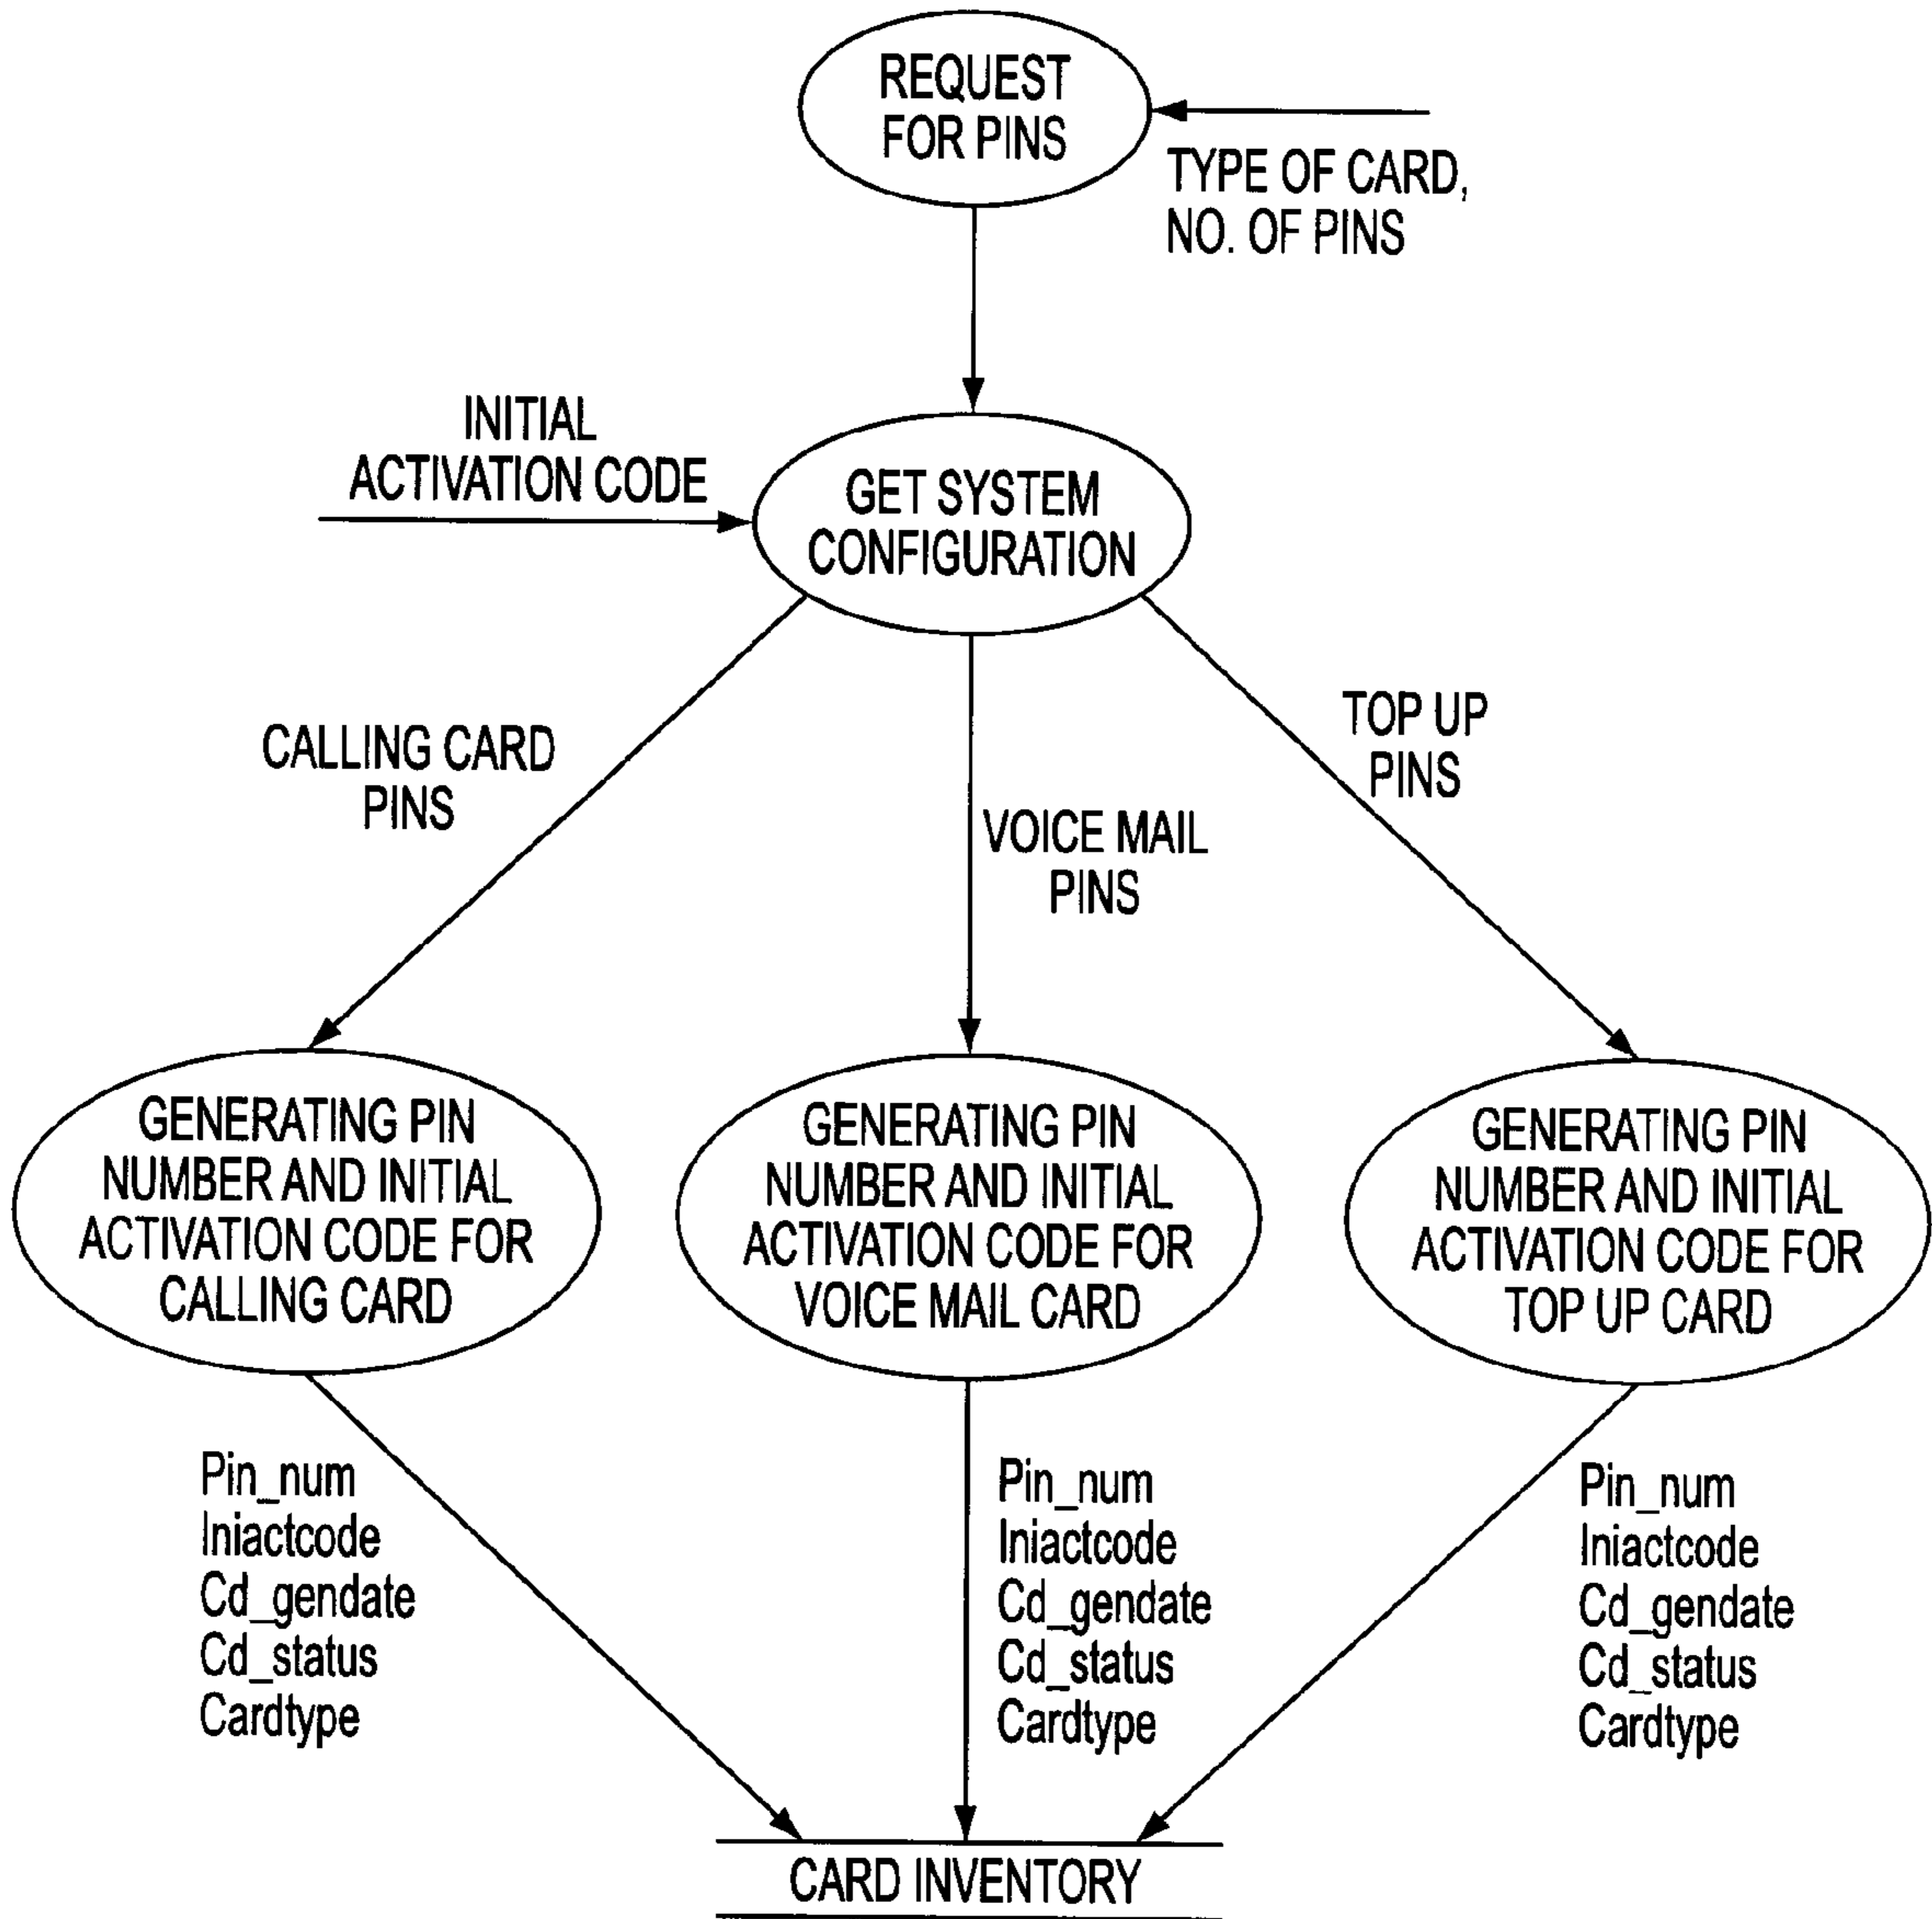 REQUEST
FOR PINS
TYPE OF CARD,
NO. OF PINS
INITIAL
ACTIVATION CODE
GET SYSTEM
CONFIGURATION
CALLING CARD
PINS
VOICE MAIL
PINS
TOP UP
PINS
GENERATING PIN
NUMBER AND INITIAL
ACTIVATION CODE FOR
CALLING CARD
GENERATING PIN
NUMBER AND INITIAL
ACTIVATION CODE FOR
VOICE MAIL CARD
GENERATING PIN
NUMBER AND INITIAL
ACTIVATION CODE FOR
TOP UP CARD
Pin_num
Iniactcode
Cd_gendate
Cd_status
Cardtype
Pin_num
Iniactcode
Cd_gendate
Cd_status
Cardtype
Pin_num
Iniactcode
Cd_gendate
Cd_status
Cardtype
CARD INVENTORY